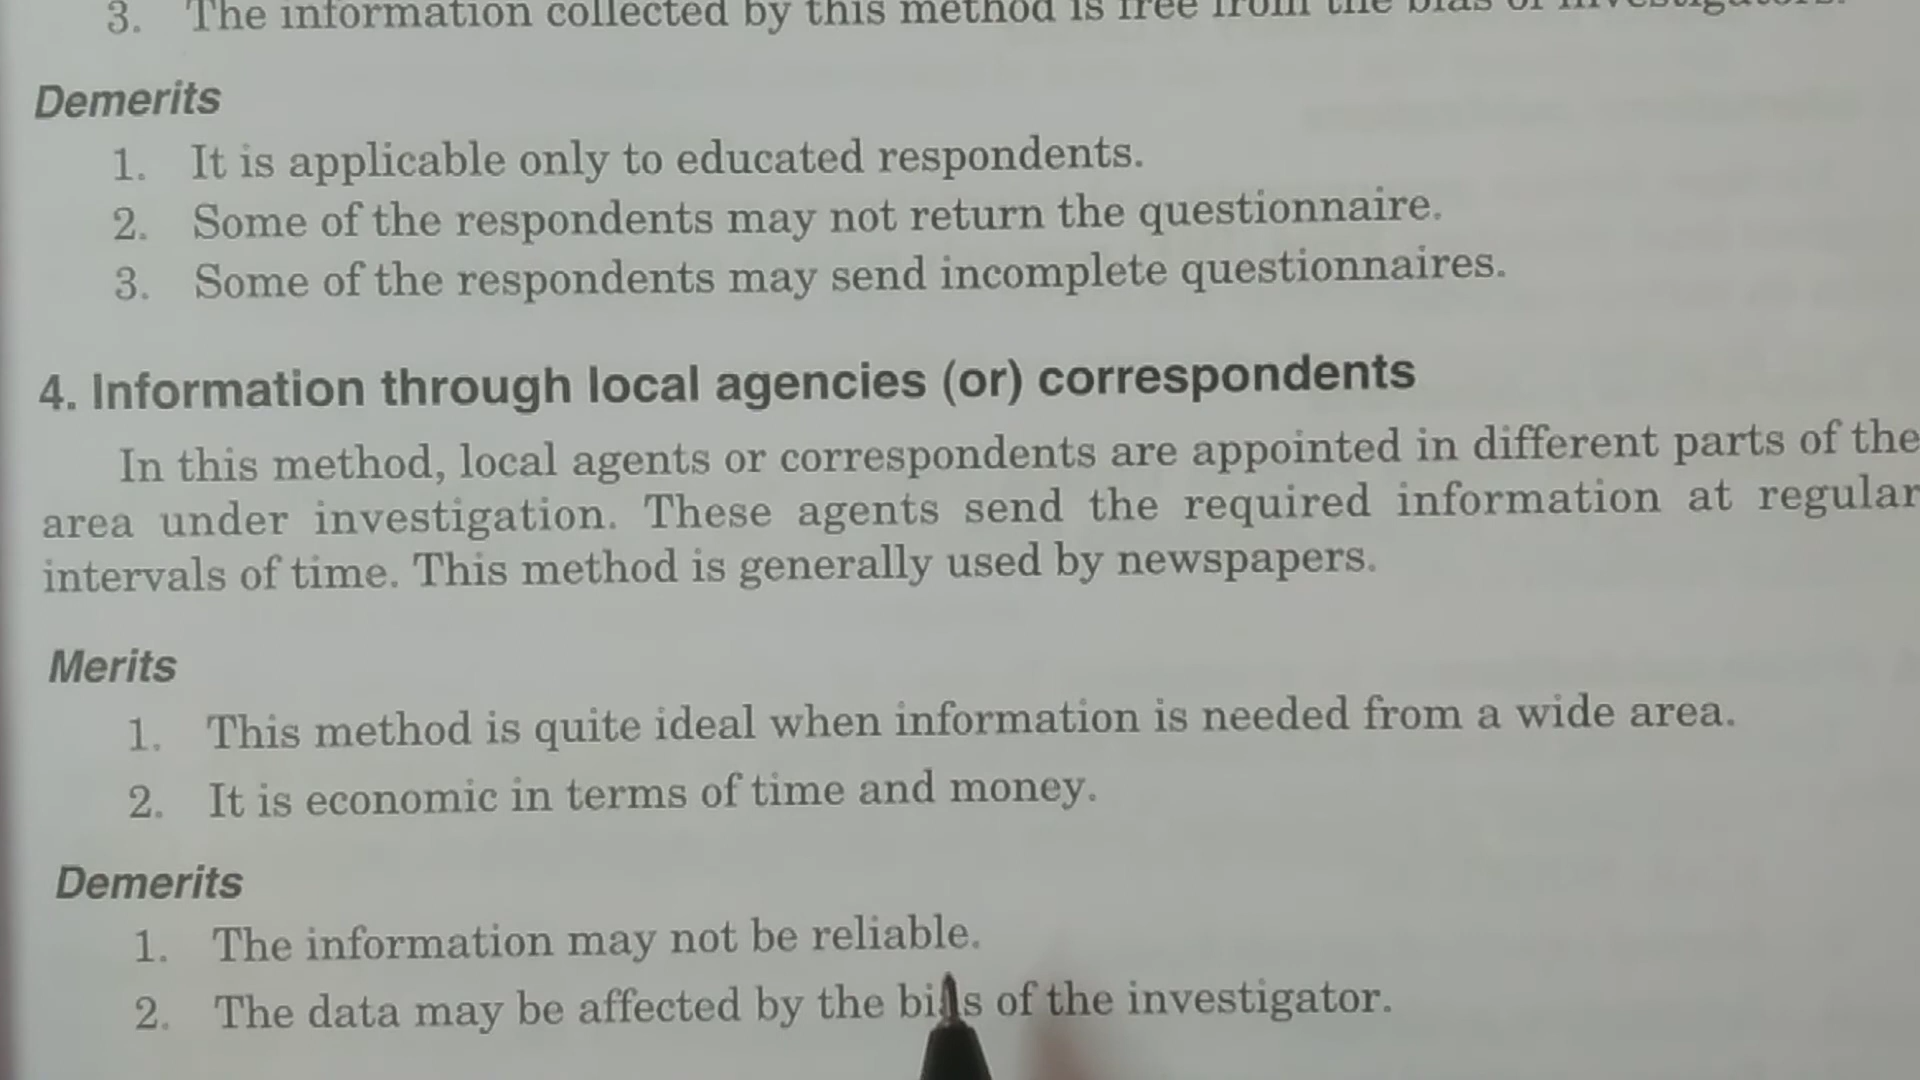 3. The information collected by this method is free from the bias of investigators.
Demerits
1. It is applicable only to educated respondents.
2. Some of the respondents may not return the questionnaire.
3. Some of the respondents may send incomplete questionnaires.
4. Information through local agencies (or) correspondents
In this method, local agents or correspondents are appointed in different parts of the
area under investigation. These agents send the required information at regular
intervals of time. This method is generally used by newspapers.
Merits
1. This method is quite ideal when information is needed from a wide area.
2. It is economic in terms of time and money.
Demerits
1. The information may not be reliable.
2. The data may be affected by the bias of the investigator.